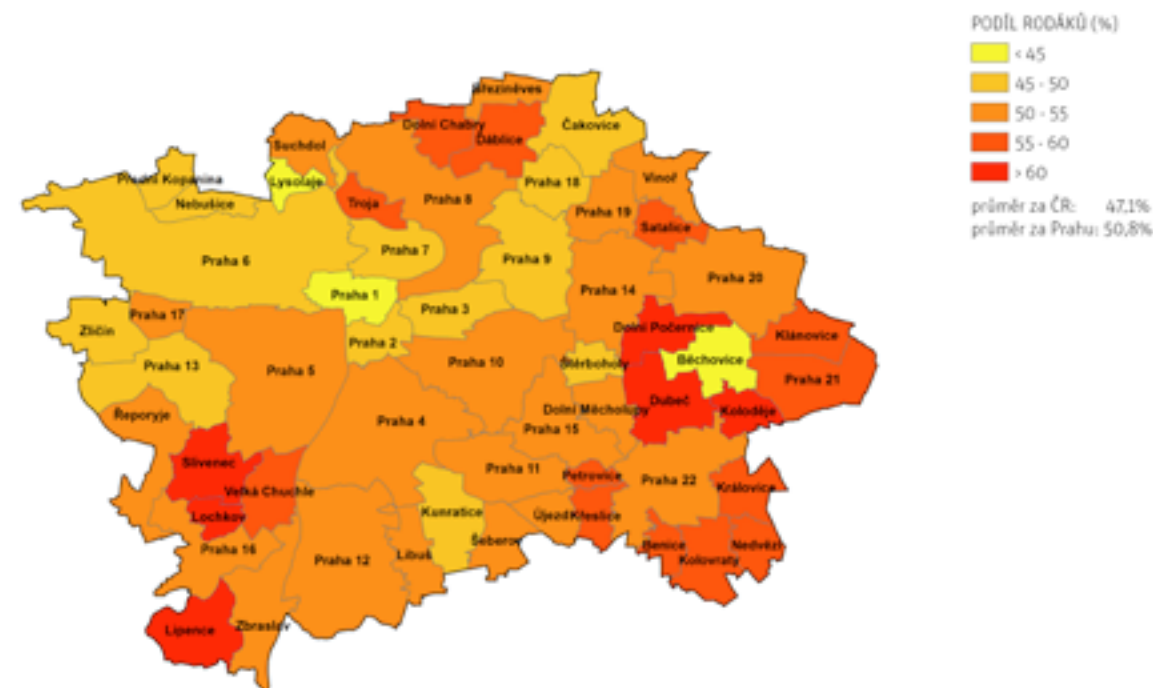 PODÍL RODÁKŮ (%)
< 45
45 - 50
50 - 55
55 - 60
> 60
průměr za ČR: 47,1%
průměr za Prahu: 50,8%
Březiněves
Dolní Chabry
Ďáblice
Čakovice
Suchdol
Přední Kopanina
Lysolaje
Nebušice
Troja
Praha 8
Praha 18
Vinoř
Praha 19
Satalice
Praha 7
Praha 6
Praha 9
Praha 20
Praha 1
Praha 14
Praha 3
Praha 17
Zličín
Dolní Počernice
Klánovice
Praha 2
Praha 13
Praha 5
Praha 10
Štěrboholy
Běchovice
Praha 21
Řeporyje
Praha 4
Dolní Měcholupy
Dubeč
Koloděje
Praha 15
Slivenec
Praha 11
Petrovice
Praha 22
Velká Chuchle
Královice
Lochkov
Kunratice
Újezd
Křeslice
Praha 16
Praha 12
Libuš
Šeberov
Benice
Nedvězí
Kolovraty
Lipence
Zbraslav